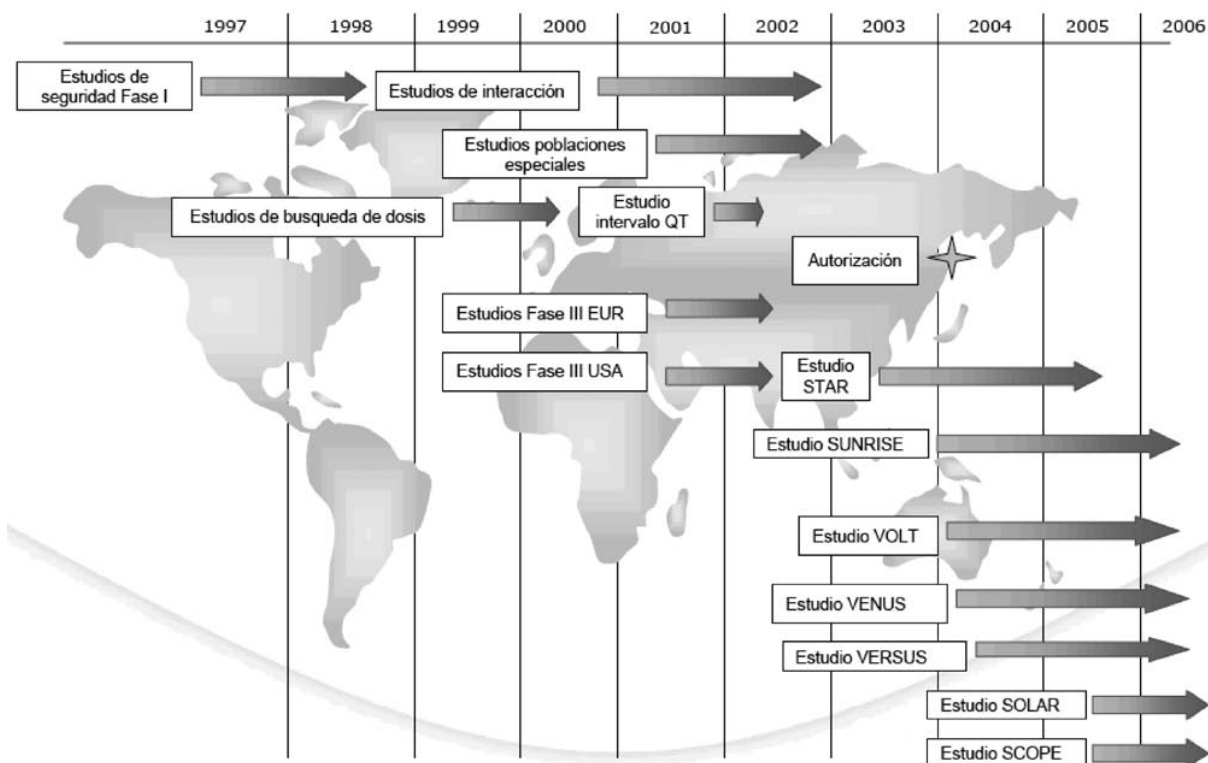 1997 1998 1999 2000 2001 2002 2003 2004 2005 2006
Estudios de
seguridad Fase I
Estudios de interacción
Estudios poblaciones
especiales
Estudios de busqueda de dosis
Estudio
intervalo QT
Autorización
Estudios Fase III EUR
Estudios Fase III USA
Estudio
STAR
Estudio SUNRISE
Estudio VOLT
Estudio VENUS
Estudio VERSUS
Estudio SOLAR
Estudio SCOPE